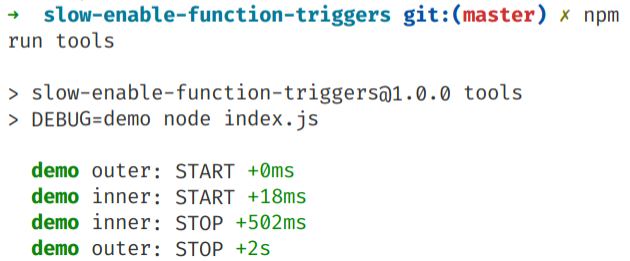 → slow-enable-function-triggers git:(master) ✗ npm
run tools
> slow-enable-function-triggers@1.0.0 tools
> DEBUG=demo node index.js
demo outer: START +0ms
demo inner: START +18ms
demo inner: STOP +502ms
demo outer: STOP +2s